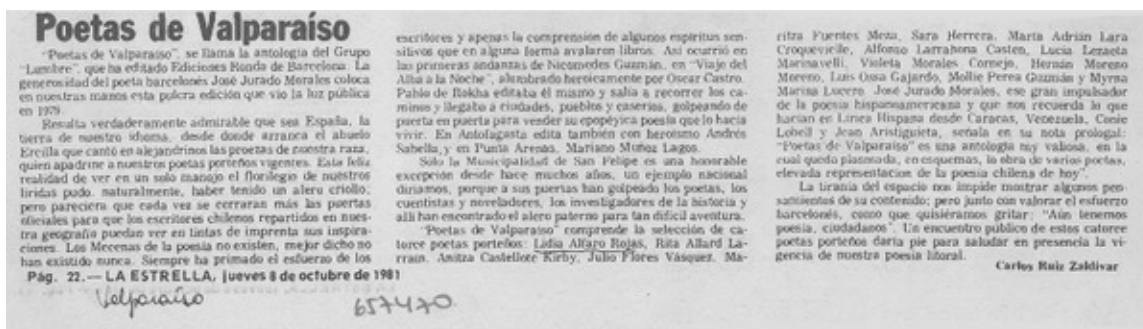 Poetas de Valparaíso
"Poetas de Valparaíso", se llama la antología del Grupo
"Lumbre", que ha editado Ediciones Ronda de Barcelona. La
generosidad del poeta barcelonés José Jurado Morales coloca
en nuestras manos esta pulcra edición que vio la luz pública
en 1979.
Resulta verdaderamente admirable que sea España, la
tierra de nuestro idioma, desde donde arranca el abuelo
Ercilla que cantó en alejandrinos las proezas de nuestra raza,
quien apadrine a nuestros poetas porteños vigentes. Esta feliz
realidad de ver en un solo manojo el florilegio de nuestros
liridas pudo, naturalmente, haber tenido un alero criollo,
pero pareciera que cada vez se cerraran más las puertas
oficiales para que los escritores chilenos repartidos en nues-
tra geografía puedan ver en tintas de imprenta sus inspira-
ciones. Los Mecenas de la poesía no existen, mejor dicho no
han existido nunca. Siempre ha primado el esfuerzo de los
escritores y apenas la comprensión de algunos espíritus sen-
sitivos que en alguna forma avalaron libros. Así ocurrió en
las primeras andanzas de Nicomedes Guzmán, en "Viaje del
Alba a la Noche", alumbrado heroicamente por Oscar Castro.
Pablo de Rokha editaba él mismo y salía a recorrer los ca-
minos y llegaba a ciudades, pueblos y caseríos, golpeando de
puerta en puerta para vender su epopéyica poesía que lo hacía
vivir. En Antofagasta edita también con heroísmo Andrés
Sabella, y en Punta Arenas, Mariano Muñoz Lagos.
Sólo la Municipalidad de San Felipe es una honorable
excepción desde hace muchos años, un ejemplo nacional
diríamos, porque a sus puertas han golpeado los poetas, los
cuentistas y noveladores, los investigadores de la historia y
allí han encontrado el alero paterno para tan difícil aventura.
"Poetas de Valparaíso" comprende la selección de ca-
torce poetas porteños: Lidia Alfaro Rojas, Rita Allard La-
rraín, Anitza Castellote Kirby, Julio Flores Vásquez, Ma-
ritza Fuentes Meza, Sara Herrera, Marta Adrián Lara
Croquevielle, Alfonso Larrahona Casten, Lucía Lezaeta
Mannavelli, Violeta Morales Cornejo, Hernán Moreno
Moreno, Luis Ossa Gajardo, Mollie Perea Guzmán y Myrna
Marina Lucero. José Jurado Morales, ese gran impulsador
de la poesía hispanoamericana y que nos recuerda lo que
hacían en Línea Hispana desde Caracas, Venezuela, Conie
Lobell y Jean Aristiguieta, señala en su nota prologal:
"Poetas de Valparaíso" es una antología muy valiosa, en la
cual queda plasmada, en esquemas, la obra de varios poetas,
elevada representación de la poesía chilena de hoy".
La tiranía del espacio nos impide mostrar algunos pen-
samientos de su contenido; pero junto con valorar el esfuerzo
barcelonés, como que quisiéramos gritar: "Aún tenemos
poesía, ciudadanos". Un encuentro público de estos catorce
poetas porteños daría pie para saludar en presencia la vi-
gencia de nuestra poesía litoral.
Carlos Ruiz Zaldívar
Pág. 22.— LA ESTRELLA, jueves 8 de octubre de 1981
Valparaíso
657470